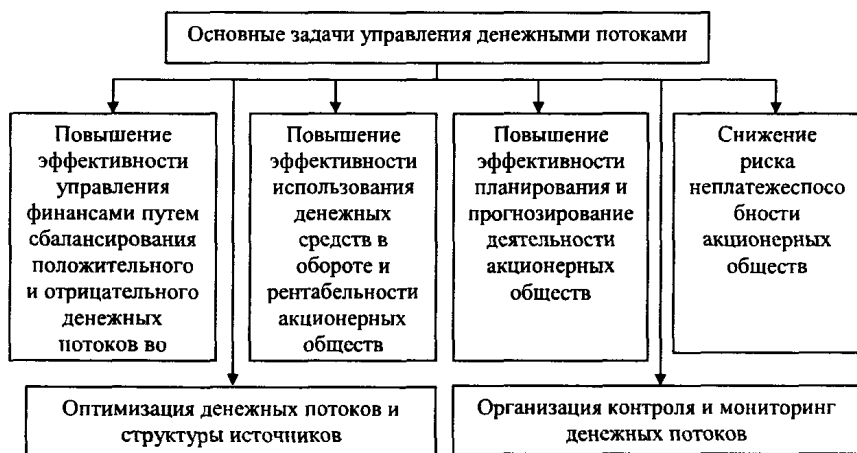 Основные задачи управления денежными потоками
Повышение
эффективности
управления
финансами путем
сбалансирования
положительного
и отрицательного
денежных
потоков во
Повышение
эффективности
использования
денежных
средств в
обороте и
рентабельности
акционерных
обществ
Повышение
эффективности
планирования и
прогнозирование
деятельности
акционерных
обществ
Снижение
риска
неплатежеспосо
бности
акционерных
обществ
Оптимизация денежных потоков и
структуры источников
Организация контроля и мониторинг
денежных потоков